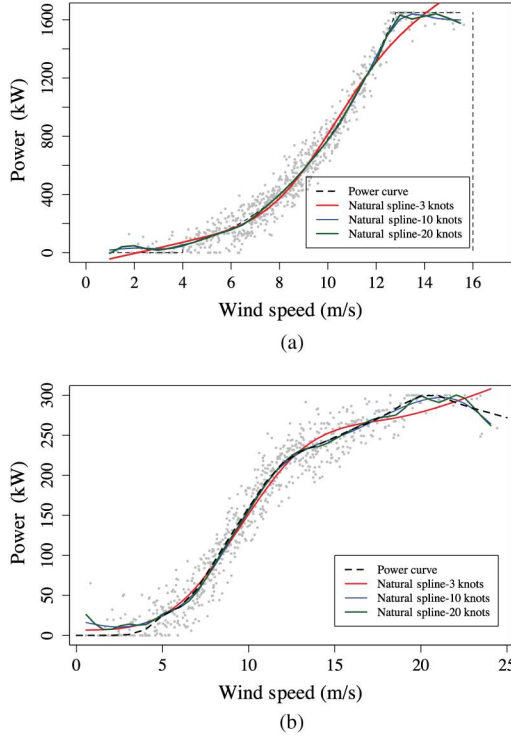 1600
1200
800
400
0
Power (kW)
Power curve
Natural spline-3 knots
Natural spline-10 knots
Natural spline-20 knots
0 2 4 6 8 10 12 14 16
Wind speed (m/s)
(a)
300
250
200
150
100
50
0
Power (kW)
Power curve
Natural spline-3 knots
Natural spline-10 knots
Natural spline-20 knots
0 5 10 15 20 25
Wind speed (m/s)
(b)